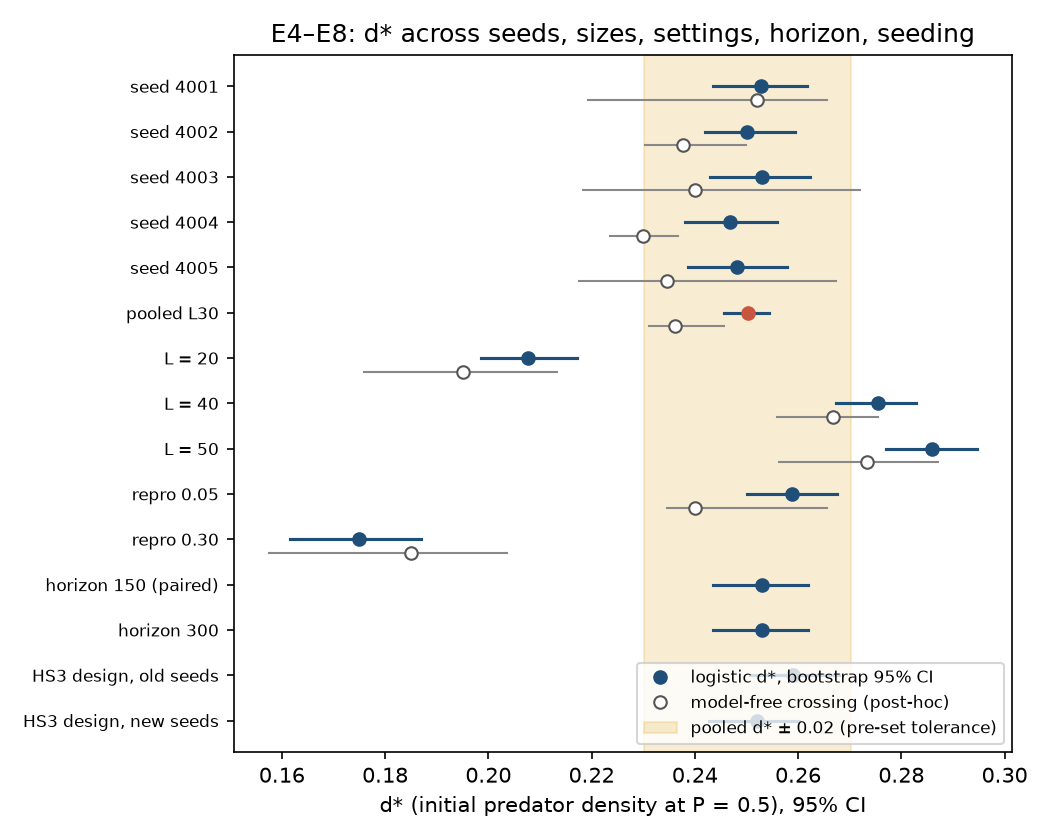 E4–E8: d* across seeds, sizes, settings, horizon, seeding
seed 4001
seed 4002
seed 4003
seed 4004
seed 4005
pooled L30
L = 20
L = 40
L = 50
repro 0.05
repro 0.30
horizon 150 (paired)
horizon 300
HS3 design, old seeds
HS3 design, new seeds
logistic d*, bootstrap 95% CI
model-free crossing (post-hoc)
pooled d* ± 0.02 (pre-set tolerance)
0.16 0.18 0.20 0.22 0.24 0.26 0.28 0.30
d* (initial predator density at P = 0.5), 95% CI